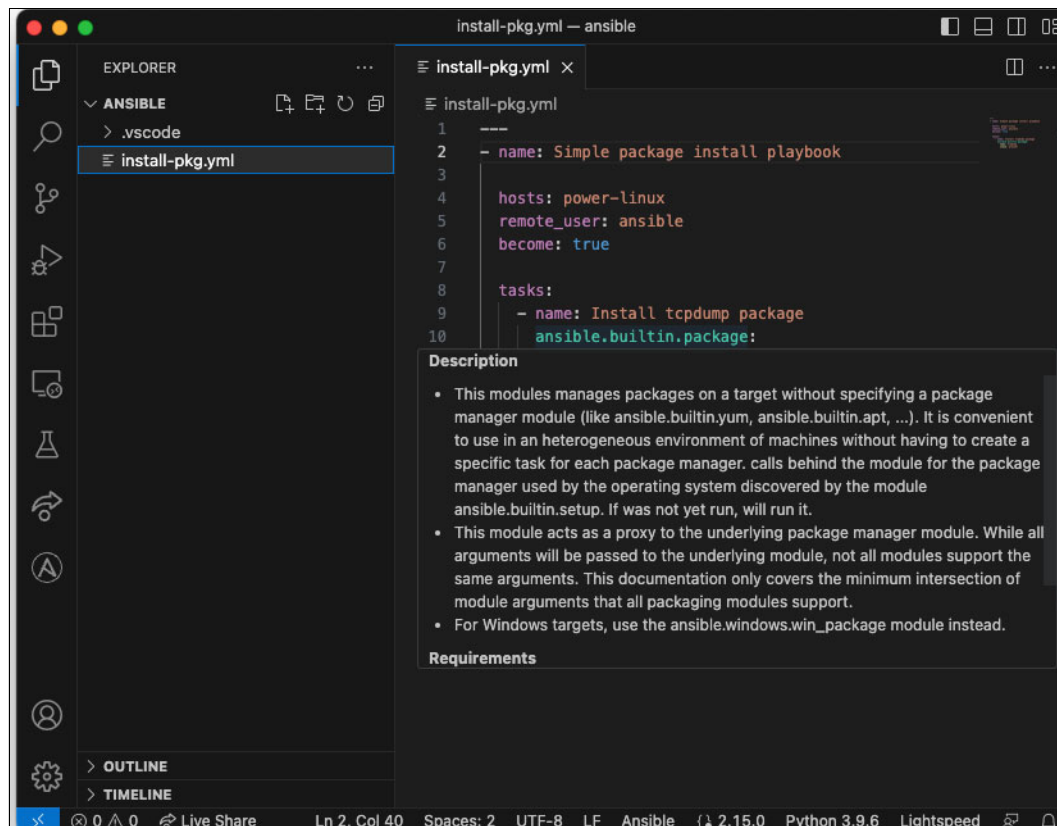 install-pkg.yml — ansible
EXPLORER
ANSIBLE
.vscode
install-pkg.yml
OUTLINE
TIMELINE
install-pkg.yml
install-pkg.yml
1 ---
2 - name: Simple package install playbook
3
4 hosts: power-linux
5 remote_user: ansible
6 become: true
7
8 tasks:
9 - name: Install tcpdump package
10 ansible.builtin.package:
Description
• This modules manages packages on a target without specifying a package
manager module (like ansible.builtin.yum, ansible.builtin.apt, ...). It is convenient
to use in an heterogeneous environment of machines without having to create a
specific task for each package manager. calls behind the module for the package
manager used by the operating system discovered by the module
ansible.builtin.setup. If was not yet run, will run it.
• This module acts as a proxy to the underlying package manager module. While all
arguments will be passed to the underlying module, not all modules support the
same arguments. This documentation only covers the minimum intersection of
module arguments that all packaging modules support.
• For Windows targets, use the ansible.windows.win_package module instead.
Requirements
0 0 Live Share Ln 2, Col 40 Spaces: 2 UTF-8 LF Ansible 2.15.0 Python 3.9.6 Lightspeed